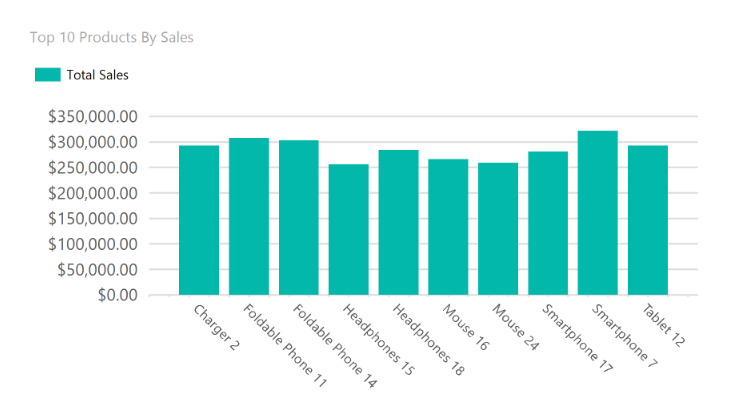 Top 10 Products By Sales
Total Sales
$350,000.00
$300,000.00
$250,000.00
$200,000.00
$150,000.00
$100,000.00
$50,000.00
$0.00
Charger 2
Foldable Phone 11
Foldable Phone 14
Headphones 15
Headphones 18
Mouse 16
Mouse 24
Smartphone 17
Smartphone 7
Tablet 12